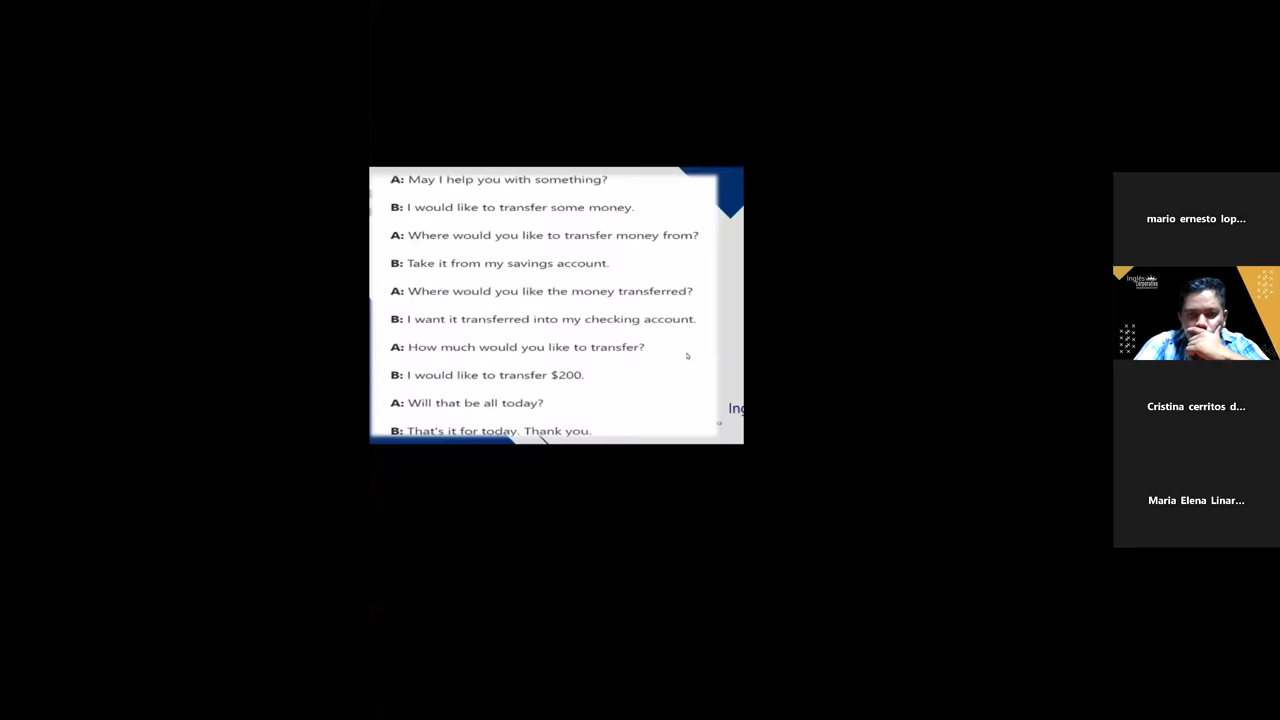 A: May I help you with something?
B: I would like to transfer some money.
A: Where would you like to transfer money from?
B: Take it from my savings account.
A: Where would you like the money transferred?
B: I want it transferred into my checking account.
A: How much would you like to transfer?
B: I would like to transfer $200.
A: Will that be all today?
B: That's it for today. Thank you.
Ing
mario ernesto lop...
Inglés
Corporativo
Cristina cerritos d...
Maria Elena Linar...